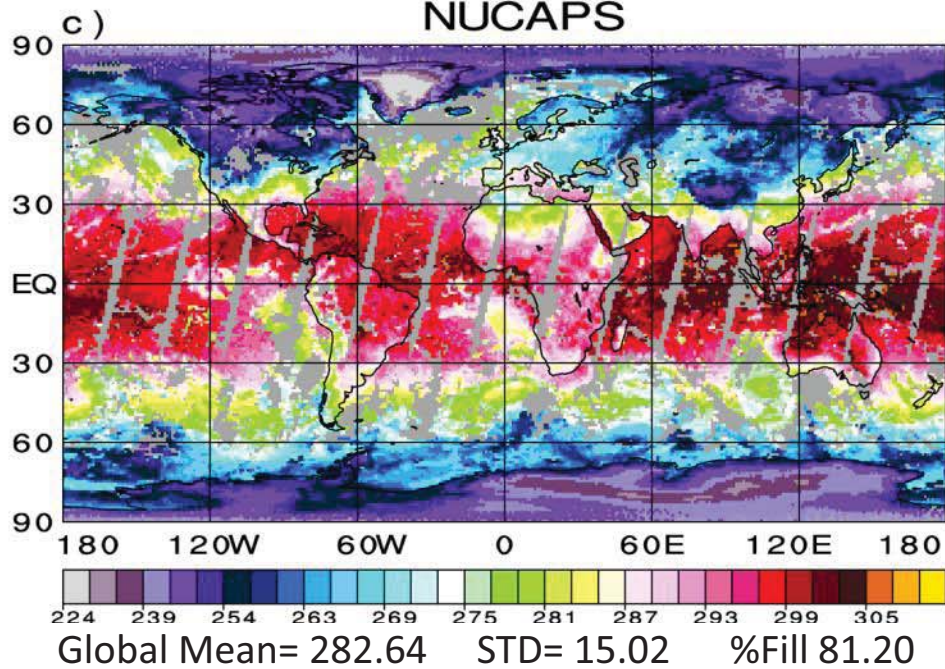 c) NUCAPS
90
60
30
EQ
30
60
90
180 120W 60W 0 60E 120E 180
224 239 254 263 269 275 281 287 293 299 305
Global Mean= 282.64 STD= 15.02 %Fill 81.20